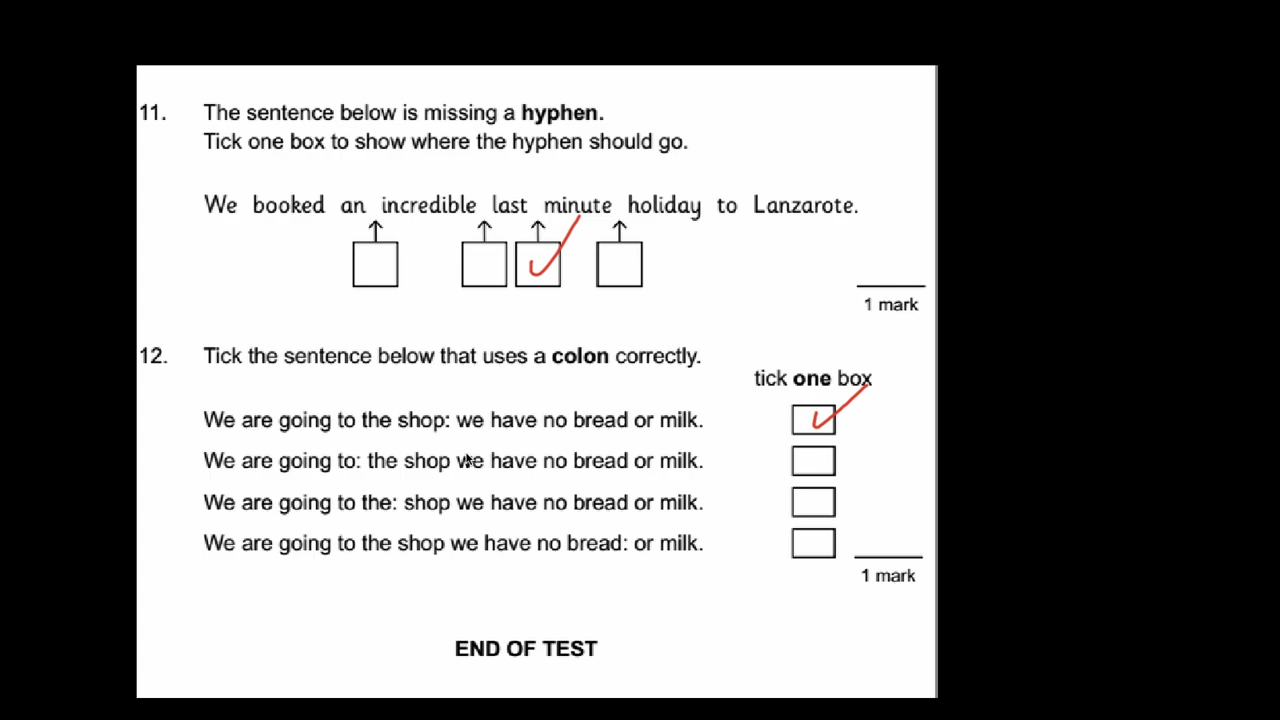 11. The sentence below is missing a hyphen.
Tick one box to show where the hyphen should go.
We booked an incredible last minute holiday to Lanzarote.
1 mark
12. Tick the sentence below that uses a colon correctly.
tick one box
We are going to the shop: we have no bread or milk.
We are going to: the shop we have no bread or milk.
We are going to the: shop we have no bread or milk.
We are going to the shop we have no bread: or milk.
1 mark
END OF TEST